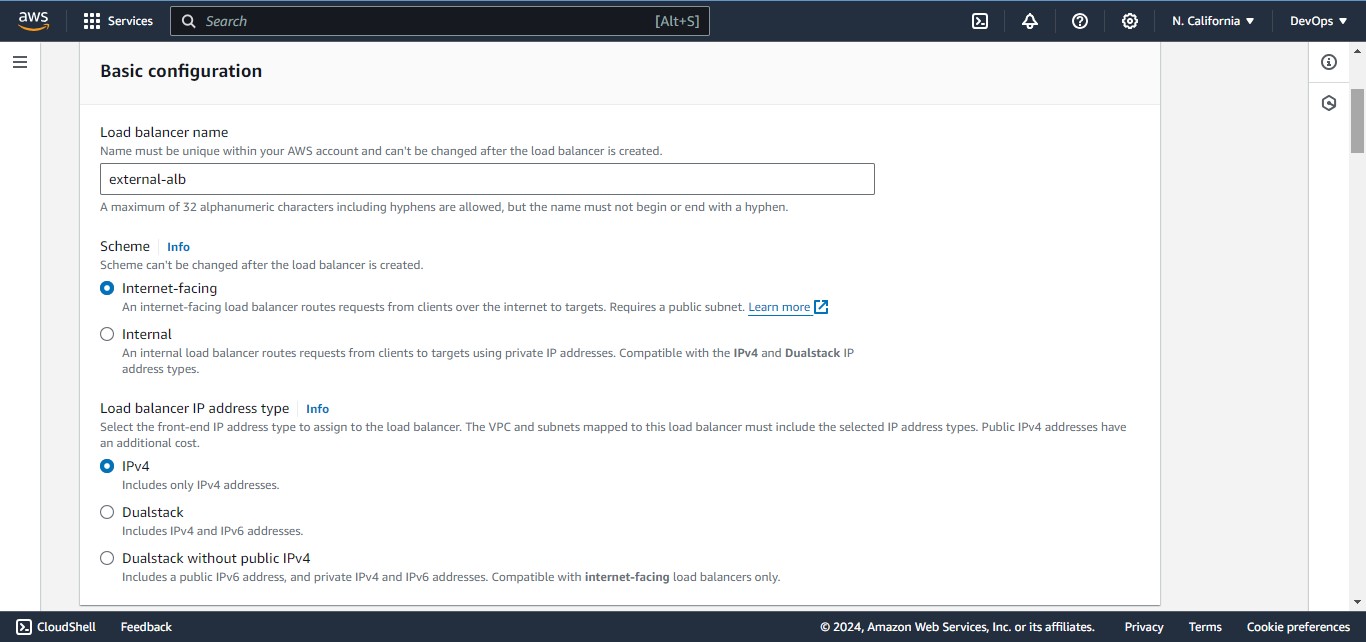 aws Services Search [Alt+S] N. California ▼ DevOps ▼
Basic configuration
Load balancer name
Name must be unique within your AWS account and can't be changed after the load balancer is created.
external-alb
A maximum of 32 alphanumeric characters including hyphens are allowed, but the name must not begin or end with a hyphen.
Scheme Info
Scheme can't be changed after the load balancer is created.
Internet-facing
An internet-facing load balancer routes requests from clients over the internet to targets. Requires a public subnet. Learn more
Internal
An internal load balancer routes requests from clients to targets using private IP addresses. Compatible with the IPv4 and Dualstack IP
address types.
Load balancer IP address type Info
Select the front-end IP address type to assign to the load balancer. The VPC and subnets mapped to this load balancer must include the selected IP address types. Public IPv4 addresses have
an additional cost.
IPv4
Includes only IPv4 addresses.
Dualstack
Includes IPv4 and IPv6 addresses.
Dualstack without public IPv4
Includes a public IPv6 address, and private IPv4 and IPv6 addresses. Compatible with internet-facing load balancers only.
CloudShell Feedback © 2024, Amazon Web Services, Inc. or its affiliates. Privacy Terms Cookie preferences